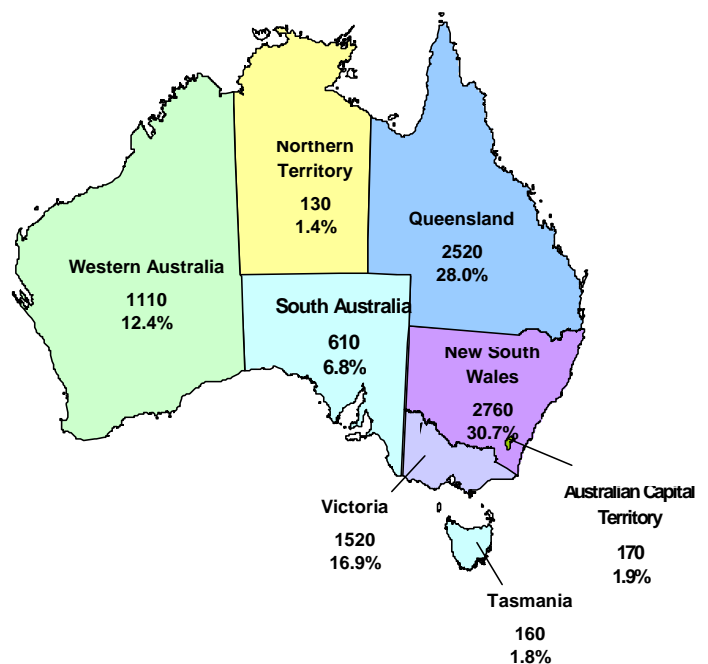 Northern
Territory
130
1.4%
Queensland
2520
28.0%
Western Australia
1110
12.4%
South Australia
610
6.8%
New South
Wales
2760
30.7%
Victoria
1520
16.9%
Australian Capital
Territory
170
1.9%
Tasmania
160
1.8%